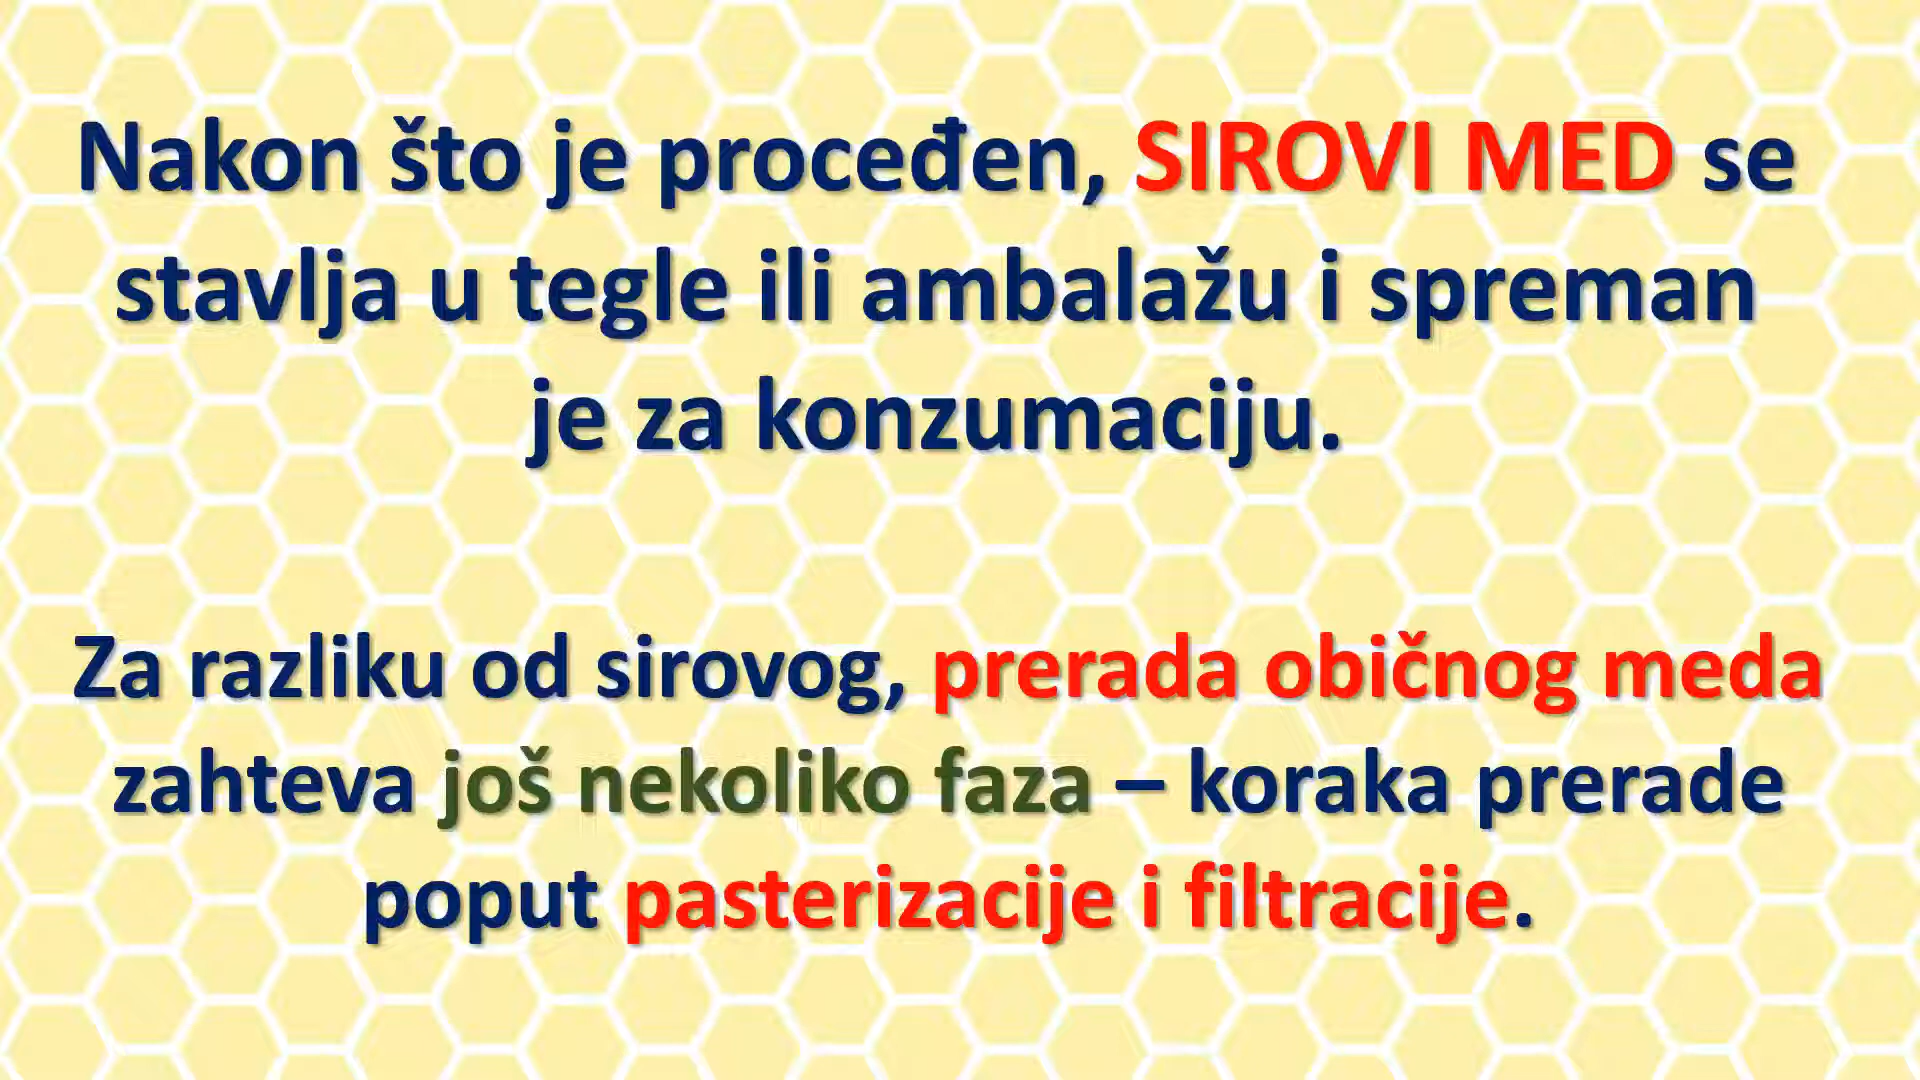 Nakon što je proceđen, SIROVI MED se
stavlja u tegle ili ambalažu i spreman
je za konzumaciju.
Za razliku od sirovog, prerada običnog meda
zahteva još nekoliko faza – koraka prerade
poput pasterizacije i filtracije.